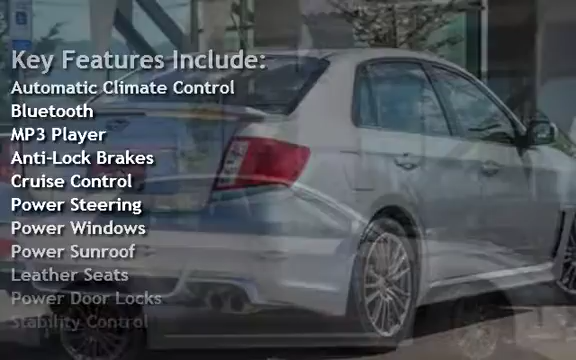 Key Features Include:
Automatic Climate Control
Bluetooth
MP3 Player
Anti-Lock Brakes
Cruise Control
Power Steering
Power Windows
Power Sunroof
Leather Seats
Power Door Locks
Stability Control